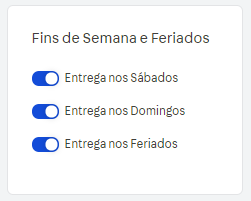 Fins de Semana e Feriados
Entrega nos Sábados
Entrega nos Domingos
Entrega nos Feriados